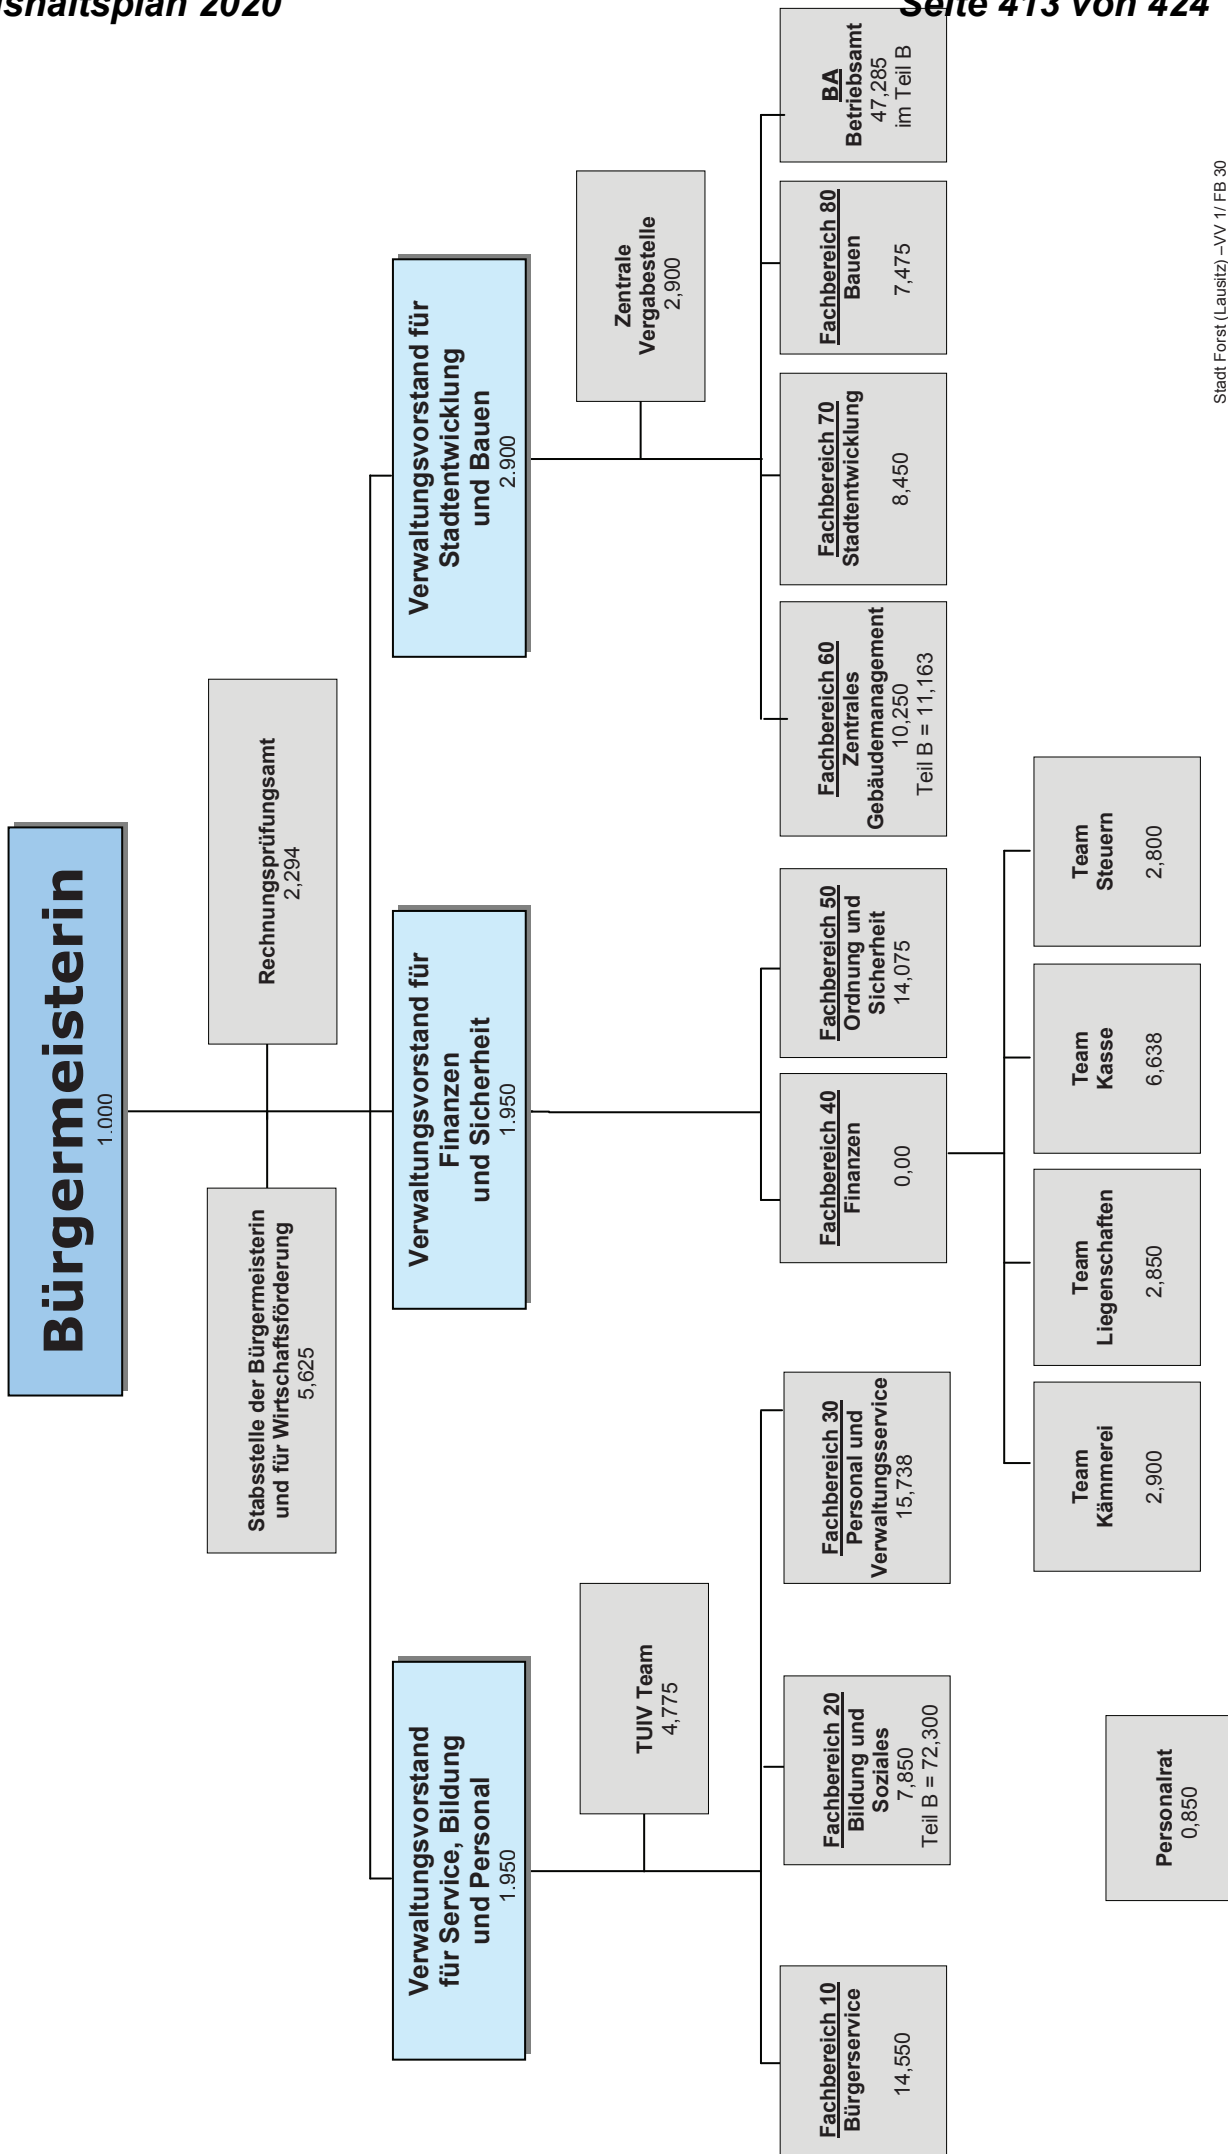 shaltsplan 2020
Seite 413 von 424
Bürgermeisterin
1.000
Stabsstelle der Bürgermeisterin
und für Wirtschaftsförderung
5,625
Rechnungsprüfungsamt
2,294
Verwaltungsvorstand
für Service, Bildung
und Personal
1.950
Verwaltungsvorstand für
Finanzen
und Sicherheit
1.950
Verwaltungsvorstand für
Stadtentwicklung
und Bauen
2.900
TUIV Team
4,775
Zentrale
Vergabestelle
2,900
Fachbereich 10
Bürgerservice
14,550
Fachbereich 20
Bildung und
Soziales
7,850
Teil B = 72,300
Fachbereich 30
Personal und
Verwaltungsservice
15,738
Fachbereich 40
Finanzen
0,00
Fachbereich 50
Ordnung und
Sicherheit
14,075
Fachbereich 60
Zentrales
Gebäudemanagement
10,250
Teil B = 11,163
Fachbereich 70
Stadtentwicklung
8,450
Fachbereich 80
Bauen
7,475
BA
Betriebsamt
47,285
im Teil B
Team
Kämmerei
2,900
Team
Liegenschaften
2,850
Team
Kasse
6,638
Team
Steuern
2,800
Personalrat
0,850
Stadt Forst (Lausitz) –VV 1/ FB 30